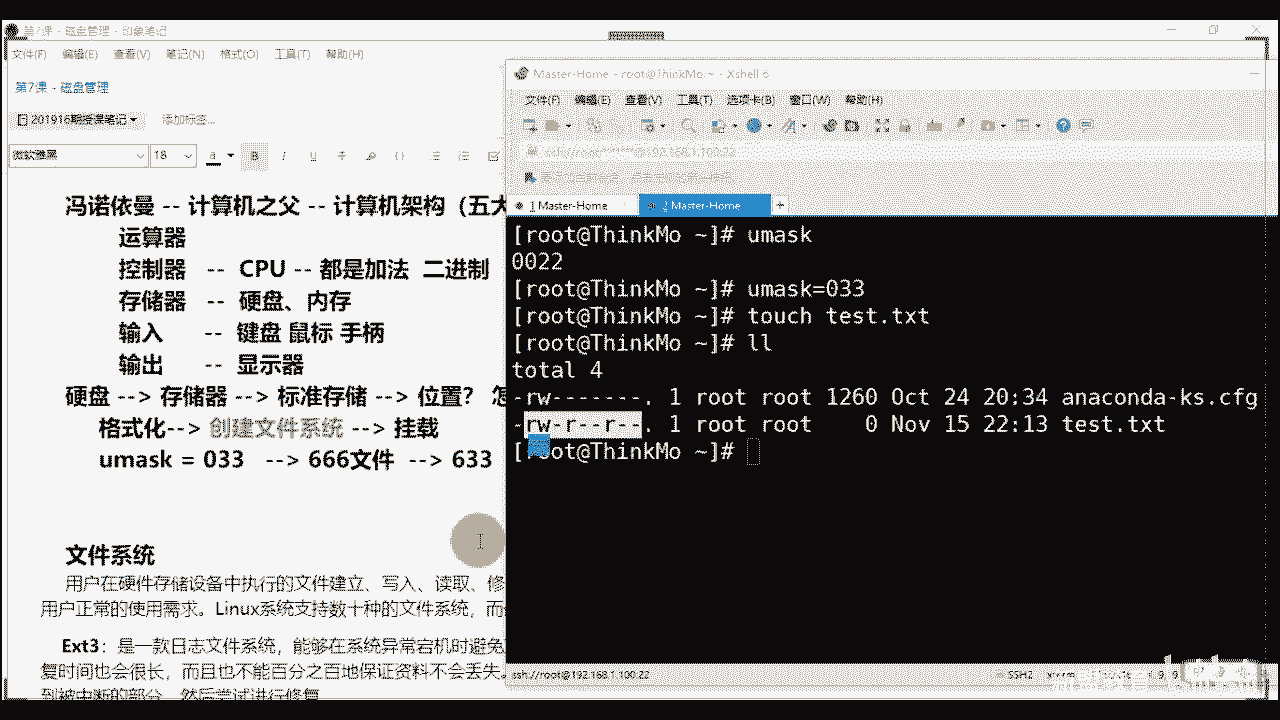 第7课 - 磁盘管理 - 印象笔记
文件(F) 编辑(E) 查看(V) 笔记(N) 格式(O) 工具(T) 帮助(H)
第7课 - 磁盘管理
201916期授课笔记 添加标签...
微软雅黑 18
冯诺依曼 -- 计算机之父 -- 计算机架构（五大
运算器
控制器 -- CPU -- 都是加法 二进制
存储器 -- 硬盘、内存
输入 -- 键盘 鼠标 手柄
输出 -- 显示器
硬盘 --> 存储器 --> 标准存储 --> 位置？
格式化--> 创建文件系统 --> 挂载
umask = 033 --> 666文件 --> 633
文件系统
用户在硬件存储设备中执行的文件建立、写入、读取、修
用户正常的使用需求。Linux系统支持数十种的文件系统，而
Ext3：是一款日志文件系统，能够在系统异常宕机时避免
复时间也会很长，而且也不能百分之百地保证资料不会丢失。
到被中断的部分，然后尝试进行修复
Master-Home - root@ThinkMo:~ - Xshell 6
文件(F) 编辑(E) 查看(V) 工具(T) 选项卡(B) 窗口(W) 帮助(H)
1 Master-Home 2 Master-Home +
[root@ThinkMo ~]# umask
0022
[root@ThinkMo ~]# umask=033
[root@ThinkMo ~]# touch test.txt
[root@ThinkMo ~]# ll
total 4
-rw-------. 1 root root 1260 Oct 24 20:34 anaconda-ks.cfg
-rw-r--r--. 1 root root 0 Nov 15 22:13 test.txt
[root@ThinkMo ~]#
ssh://root@192.168.1.100:22 SSH2 xterm